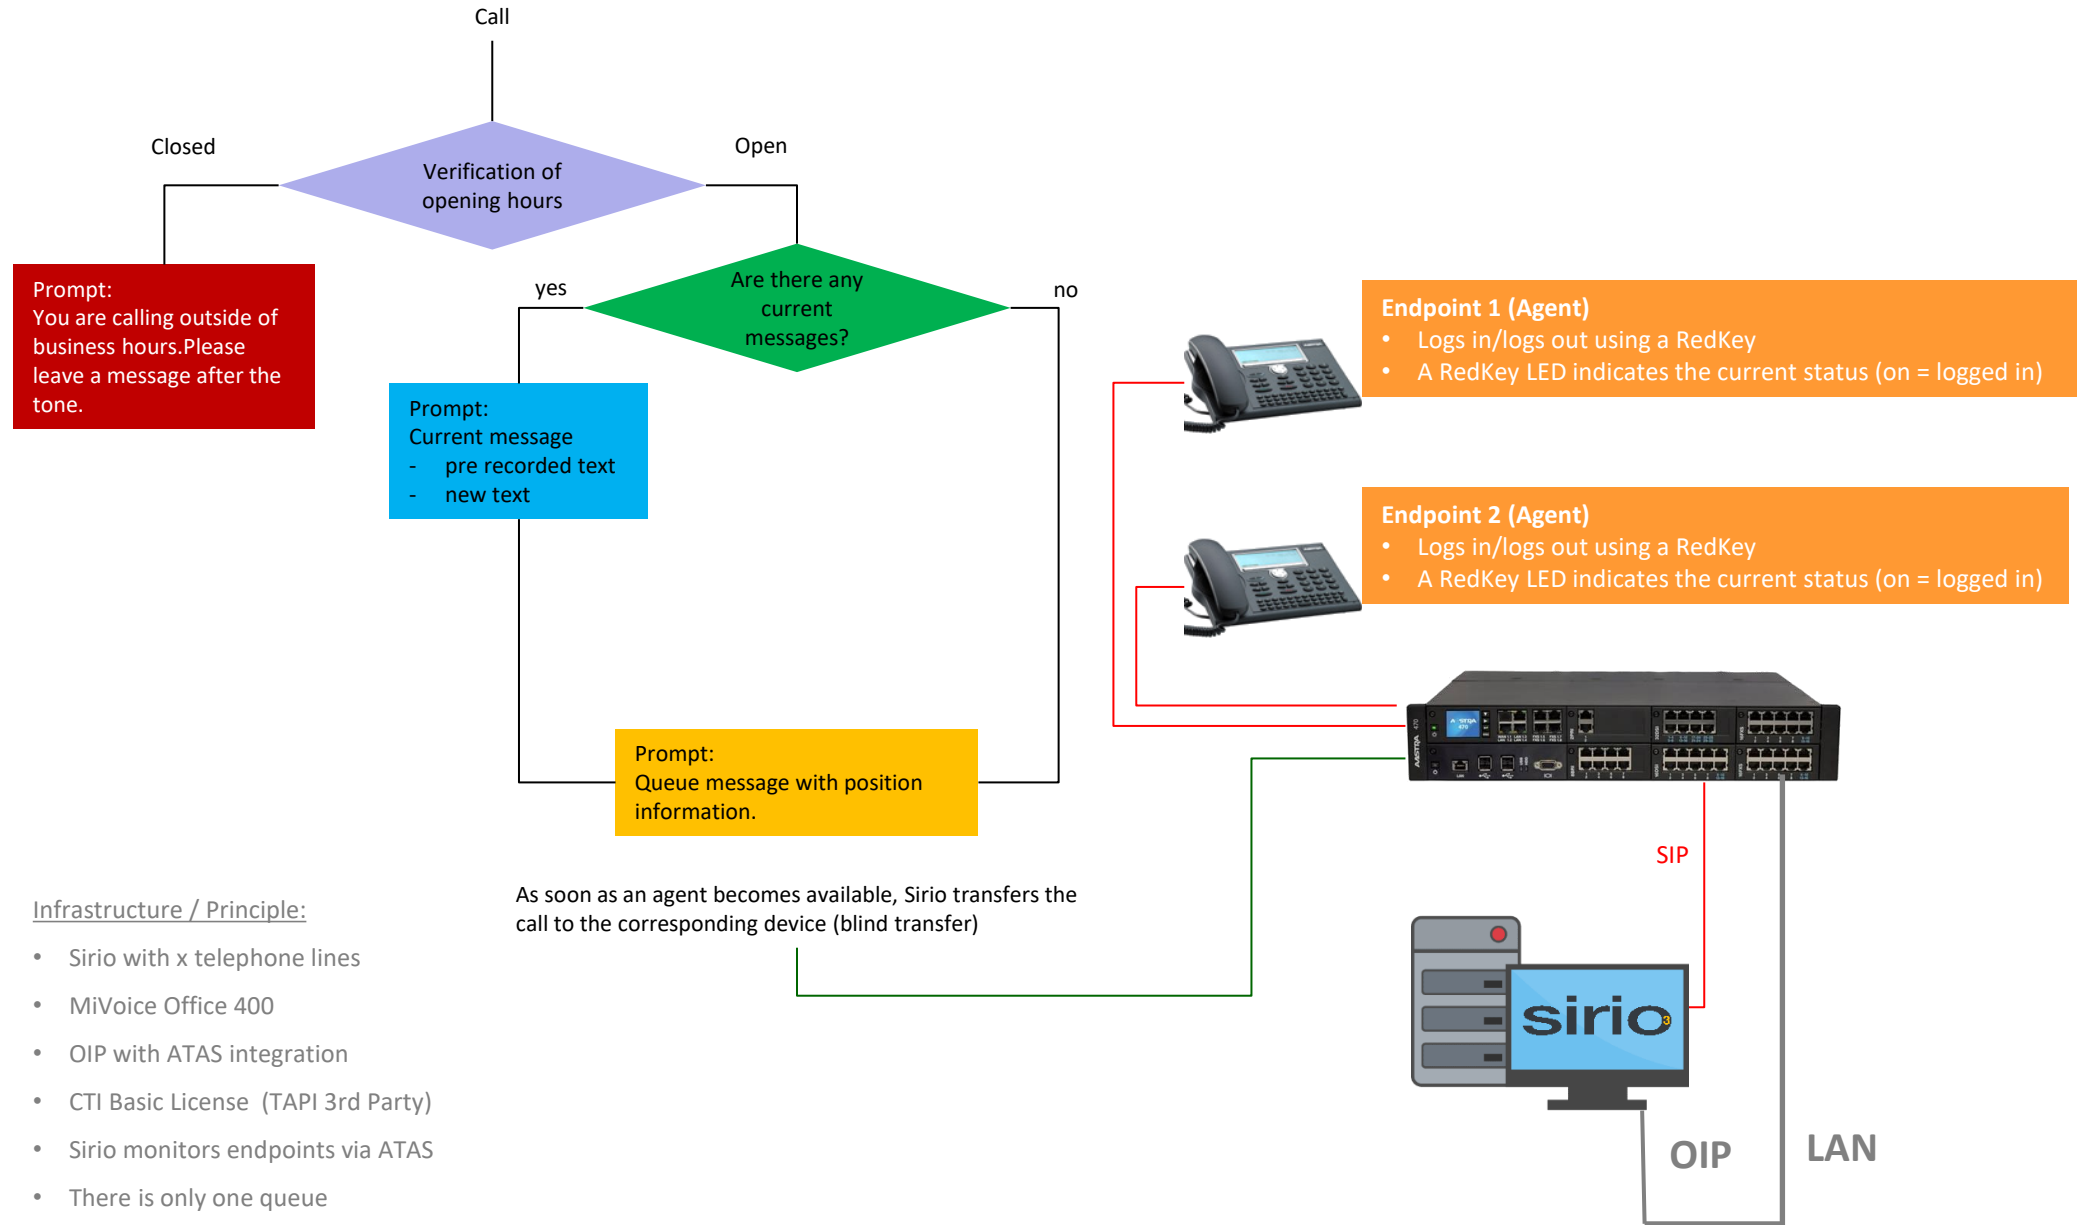 Call
Closed
Open
Verification of
opening hours
Are there any
current
messages?
yes
no
Prompt:
You are calling outside of
business hours.Please
leave a message after the
tone.
Prompt:
Current message
- pre recorded text
- new text
Endpoint 1 (Agent)
• Logs in/logs out using a RedKey
• A RedKey LED indicates the current status (on = logged in)
Endpoint 2 (Agent)
• Logs in/logs out using a RedKey
• A RedKey LED indicates the current status (on = logged in)
Prompt:
Queue message with position
information.
AASTRA 470
SIP
As soon as an agent becomes available, Sirio transfers the
call to the corresponding device (blind transfer)
Infrastructure / Principle:
• Sirio with x telephone lines
• MiVoice Office 400
• OIP with ATAS integration
• CTI Basic License (TAPI 3rd Party)
• Sirio monitors endpoints via ATAS
• There is only one queue
sirio3
OIP
LAN